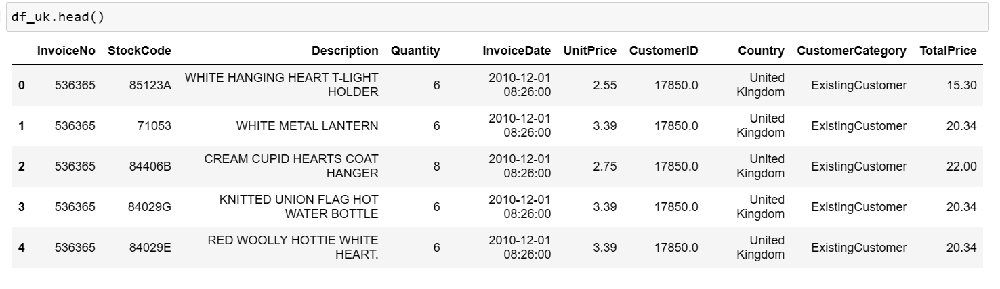 df_uk.head()
InvoiceNo StockCode Description Quantity InvoiceDate UnitPrice CustomerID Country CustomerCategory TotalPrice
0 536365 85123A WHITE HANGING HEART T-LIGHT HOLDER 6 2010-12-01 08:26:00 2.55 17850.0 United Kingdom ExistingCustomer 15.30
1 536365 71053 WHITE METAL LANTERN 6 2010-12-01 08:26:00 3.39 17850.0 United Kingdom ExistingCustomer 20.34
2 536365 84406B CREAM CUPID HEARTS COAT HANGER 8 2010-12-01 08:26:00 2.75 17850.0 United Kingdom ExistingCustomer 22.00
3 536365 84029G KNITTED UNION FLAG HOT WATER BOTTLE 6 2010-12-01 08:26:00 3.39 17850.0 United Kingdom ExistingCustomer 20.34
4 536365 84029E RED WOOLLY HOTTIE WHITE HEART. 6 2010-12-01 08:26:00 3.39 17850.0 United Kingdom ExistingCustomer 20.34